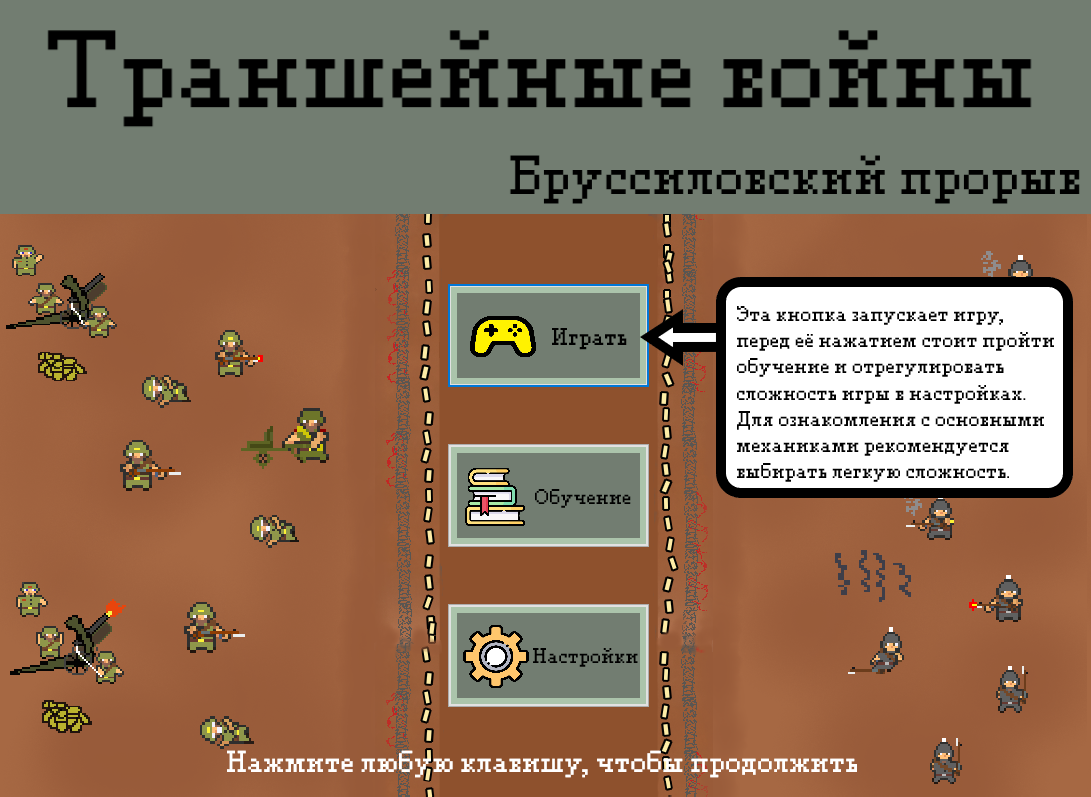 Траншейные войны
Бруссиловский прорыв
Играть
Эта кнопка запускает игру,
перед её нажатием стоит пройти
обучение и отрегулировать
сложность игры в настройках.
Для ознакомления с основными
механиками рекомендуется
выбирать легкую сложность.
Обучение
Настройки
Нажмите любую клавишу, чтобы продолжить